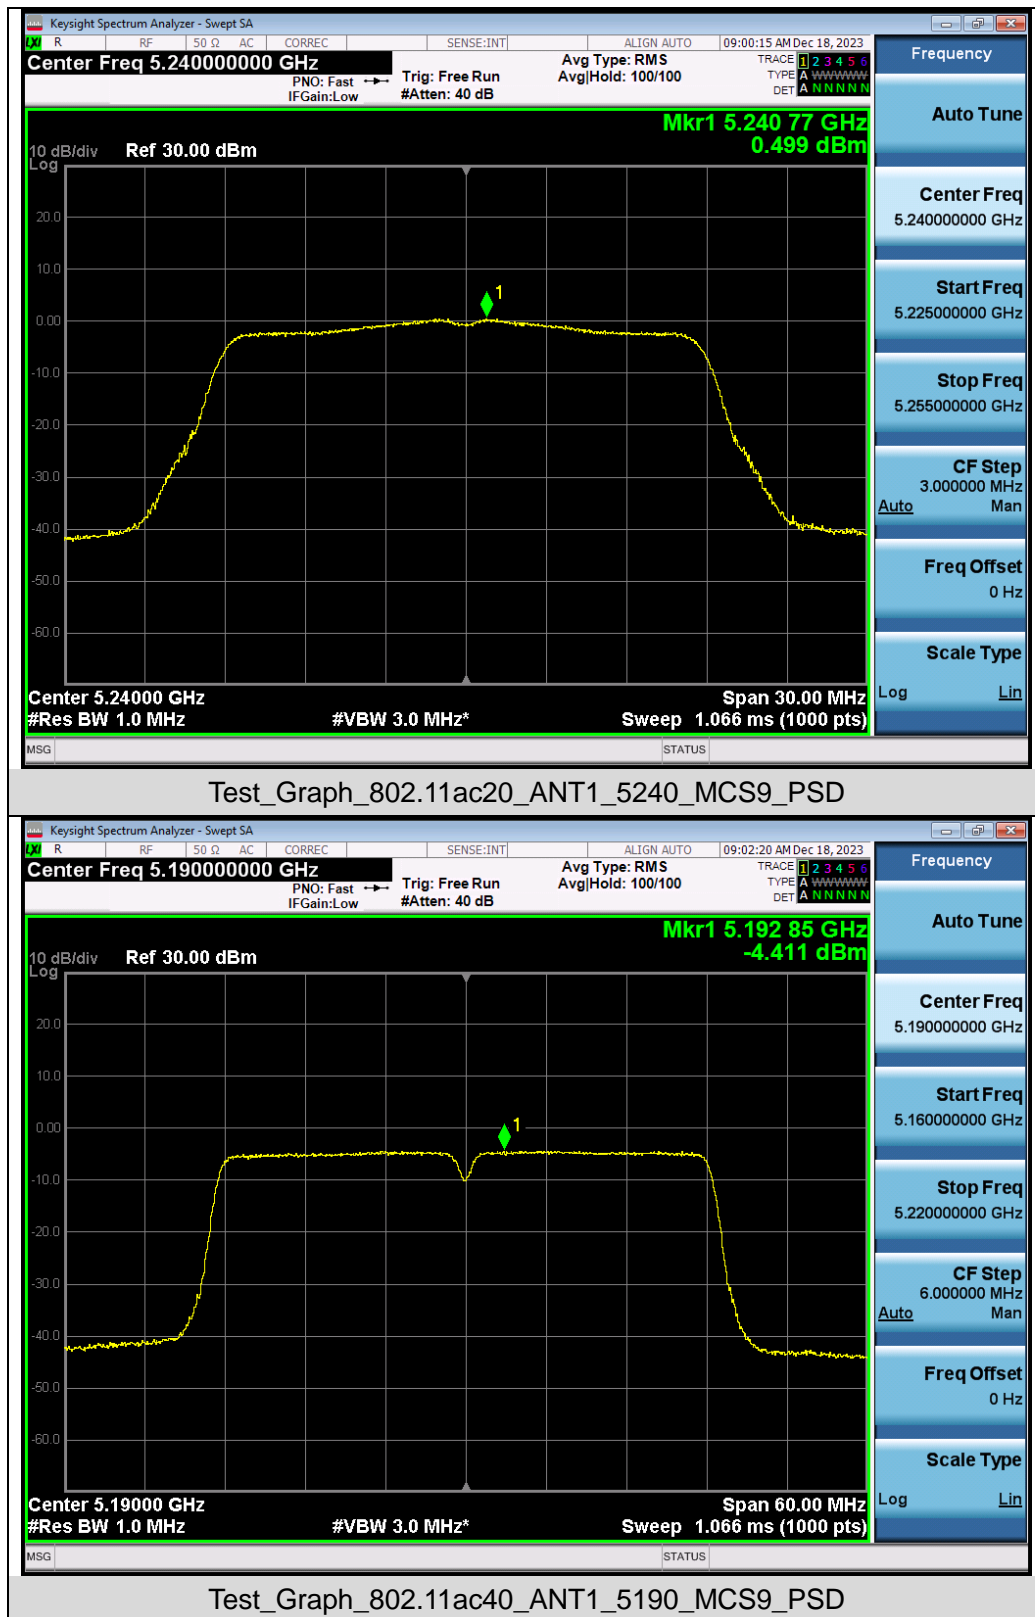 Keysight Spectrum Analyzer - Swept SA
LXI R RF 50 Ω AC CORREC SENSE:INT ALIGN AUTO 09:00:15 AM Dec 18, 2023
Center Freq 5.240000000 GHz
PNO: Fast
IFGain:Low
Trig: Free Run
#Atten: 40 dB
Avg Type: RMS
Avg|Hold: 100/100
TRACE 1 2 3 4 5 6
TYPE A WWWWW
DET A N N N N N
Mkr1 5.240 77 GHz
0.499 dBm
10 dB/div Ref 30.00 dBm
Log
20.0
10.0
0.00
-10.0
-20.0
-30.0
-40.0
-50.0
-60.0
1
Center 5.24000 GHz Span 30.00 MHz
#Res BW 1.0 MHz #VBW 3.0 MHz* Sweep 1.066 ms (1000 pts)
MSG STATUS
Frequency
Auto Tune
Center Freq
5.240000000 GHz
Start Freq
5.225000000 GHz
Stop Freq
5.255000000 GHz
CF Step
3.000000 MHz
Auto Man
Freq Offset
0 Hz
Scale Type
Log Lin
Test_Graph_802.11ac20_ANT1_5240_MCS9_PSD
Keysight Spectrum Analyzer - Swept SA
LXI R RF 50 Ω AC CORREC SENSE:INT ALIGN AUTO 09:02:20 AM Dec 18, 2023
Center Freq 5.190000000 GHz
PNO: Fast
IFGain:Low
Trig: Free Run
#Atten: 40 dB
Avg Type: RMS
Avg|Hold: 100/100
TRACE 1 2 3 4 5 6
TYPE A WWWWW
DET A N N N N N
Mkr1 5.192 85 GHz
-4.411 dBm
10 dB/div Ref 30.00 dBm
Log
20.0
10.0
0.00
-10.0
-20.0
-30.0
-40.0
-50.0
-60.0
1
Center 5.19000 GHz Span 60.00 MHz
#Res BW 1.0 MHz #VBW 3.0 MHz* Sweep 1.066 ms (1000 pts)
MSG STATUS
Frequency
Auto Tune
Center Freq
5.190000000 GHz
Start Freq
5.160000000 GHz
Stop Freq
5.220000000 GHz
CF Step
6.000000 MHz
Auto Man
Freq Offset
0 Hz
Scale Type
Log Lin
Test_Graph_802.11ac40_ANT1_5190_MCS9_PSD